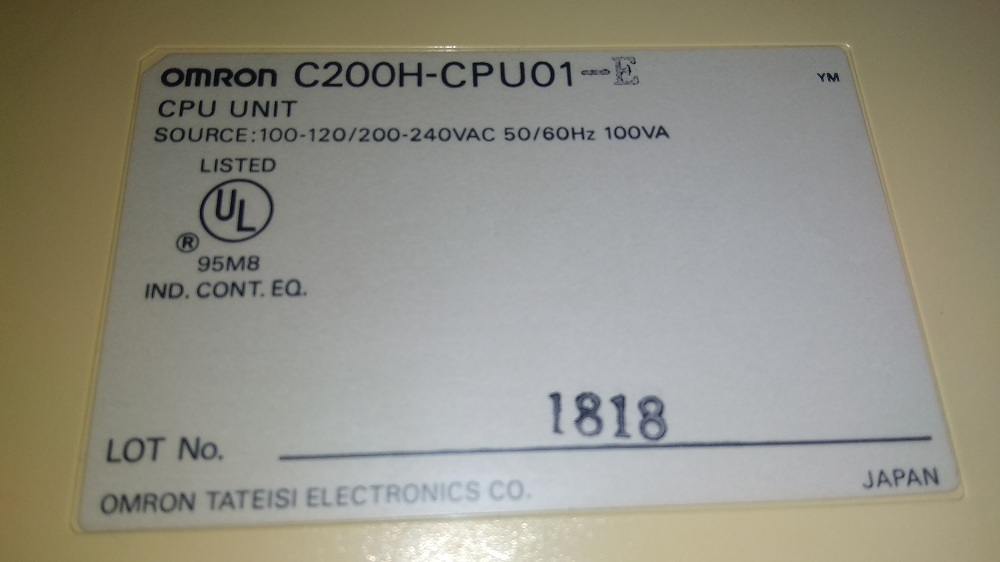 OMRON C200H-CPU01-E YM
CPU UNIT
SOURCE:100-120/200-240VAC 50/60Hz 100VA
LISTED
UL
®
95M8
IND. CONT. EQ.
LOT No. 1818
OMRON TATEISI ELECTRONICS CO. JAPAN